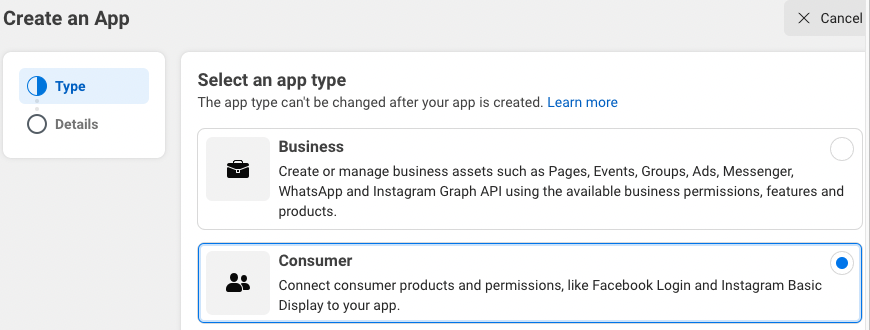 Create an App
Cancel
Type
Details
Select an app type
The app type can't be changed after your app is created. Learn more
Business
Create or manage business assets such as Pages, Events, Groups, Ads, Messenger,
WhatsApp and Instagram Graph API using the available business permissions, features and
products.
Consumer
Connect consumer products and permissions, like Facebook Login and Instagram Basic
Display to your app.